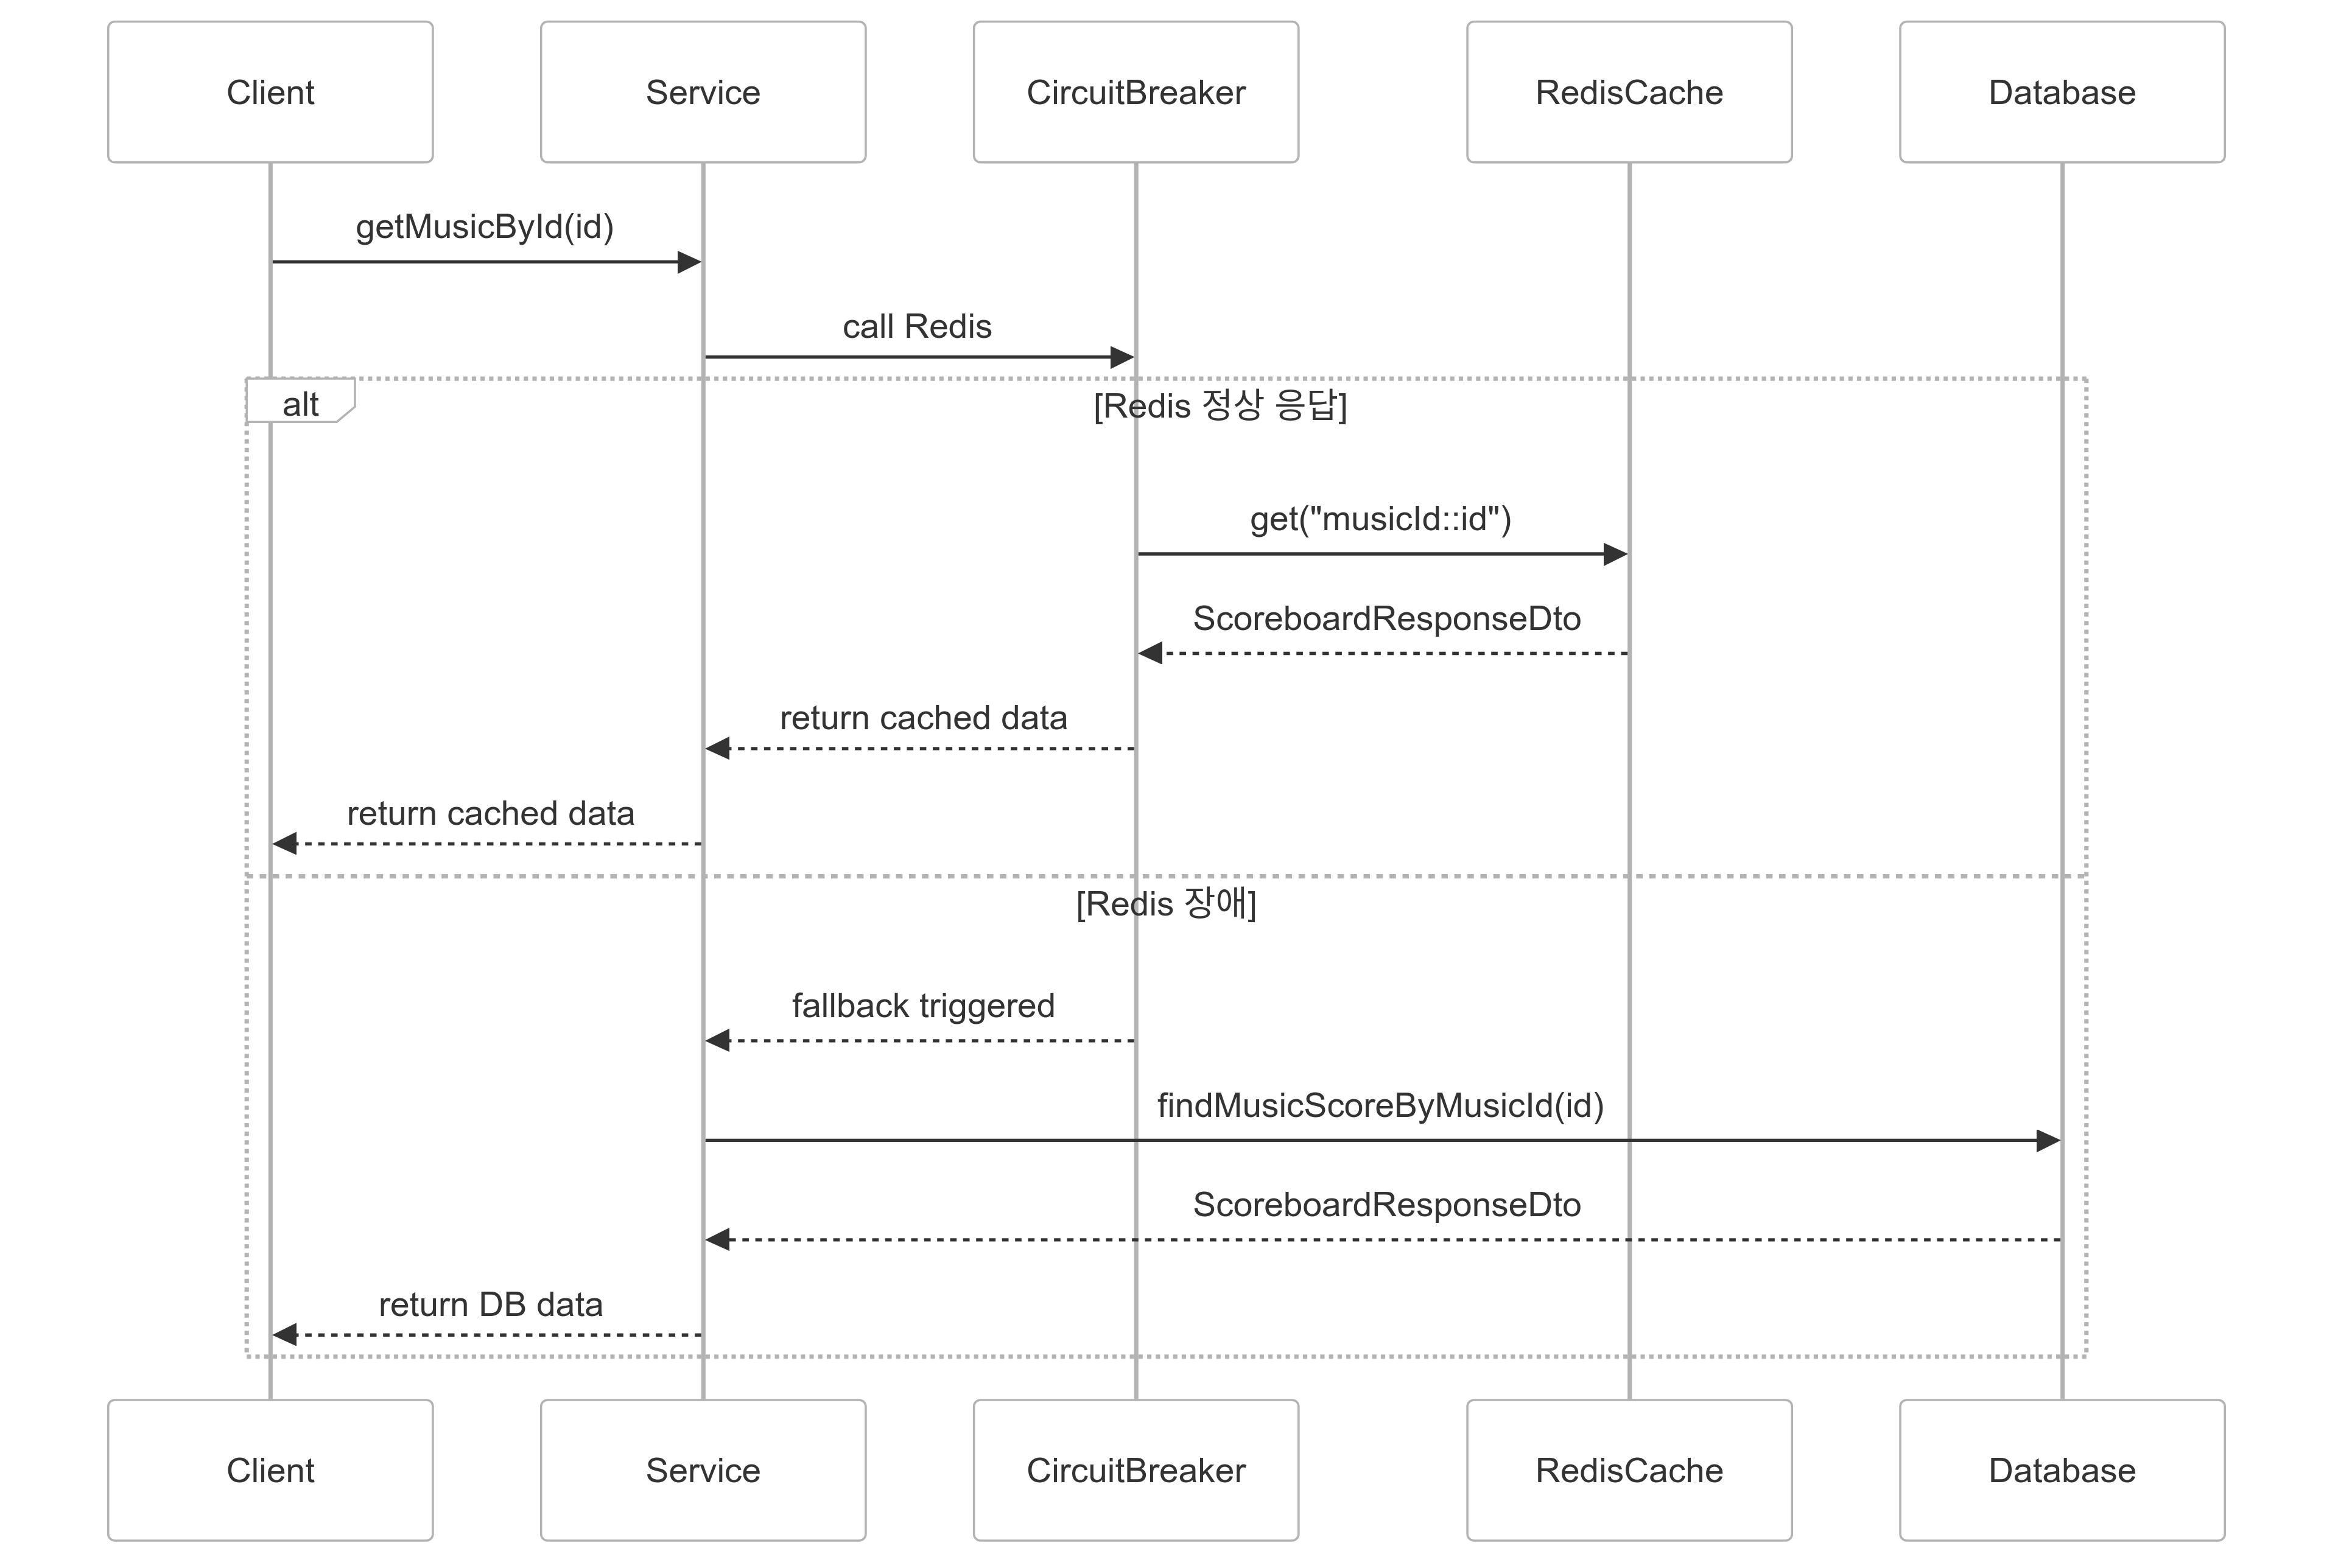 Client
Service
CircuitBreaker
RedisCache
Database
getMusicById(id)
call Redis
alt
[Redis 정상 응답]
get("musicId::id")
ScoreboardResponseDto
return cached data
return cached data
[Redis 장애]
fallback triggered
findMusicScoreByMusicId(id)
ScoreboardResponseDto
return DB data
Client
Service
CircuitBreaker
RedisCache
Database